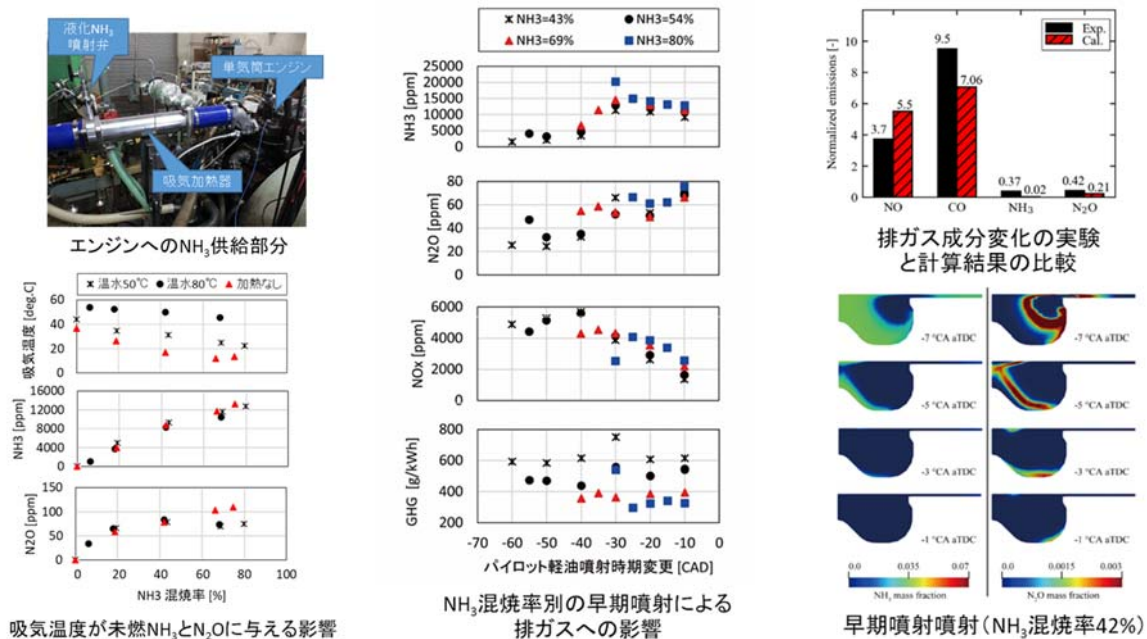 液化NH₃
噴射弁
単気筒エンジン
吸気加熱器
エンジンへのNH₃供給部分
温水50℃ 温水80℃ 加熱なし
吸気温度 [deg.C]
60
40
20
0
NH3 [ppm]
16000
12000
8000
4000
0
N2O [ppm]
150
100
50
0
0 20 40 60 80 100
NH3 混焼率 [%]
吸気温度が未燃NH₃とN₂Oに与える影響
NH3=43% NH3=54%
NH3=69% NH3=80%
NH3 [ppm]
25000
20000
15000
10000
5000
0
N2O [ppm]
80
60
40
20
0
NOx [ppm]
6000
4000
2000
0
GHG [g/kWh]
800
600
400
200
-70 -60 -50 -40 -30 -20 -10 0
パイロット軽油噴射時期変更 [CAD]
NH₃混焼率別の早期噴射による
排ガスへの影響
Normalized emissions [-]
10
8
6
4
2
0
Exp.
Cal.
3.7 5.5 9.5 7.06 0.37 0.02 0.42 0.21
NO CO NH₃ N₂O
排ガス成分変化の実験
と計算結果の比較
-7 °CA aTDC -7 °CA aTDC
-5 °CA aTDC -5 °CA aTDC
-3 °CA aTDC -3 °CA aTDC
-1 °CA aTDC -1 °CA aTDC
0.0 0.035 0.07 0.0 0.0015 0.003
NH₃ mass fraction N₂O mass fraction
早期噴射噴射（NH₃混焼率42%）